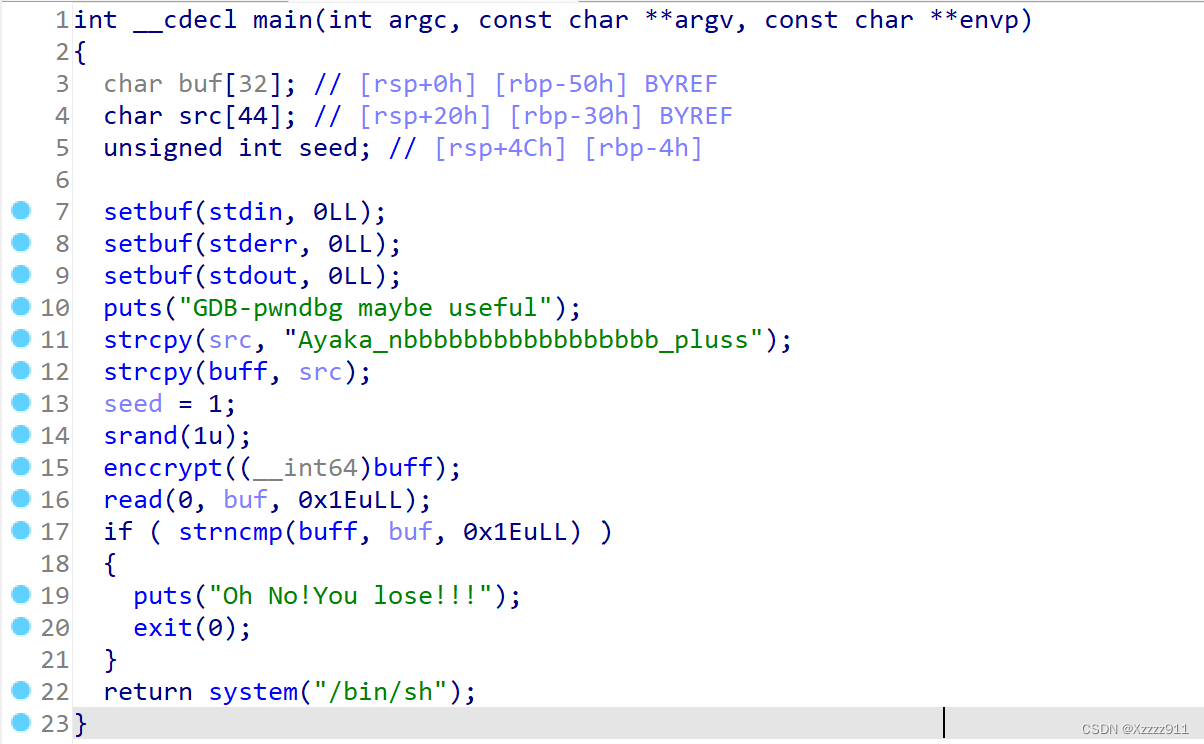 1 int __cdecl main(int argc, const char **argv, const char **envp)
2 {
3   char buf[32]; // [rsp+0h] [rbp-50h] BYREF
4   char src[44]; // [rsp+20h] [rbp-30h] BYREF
5   unsigned int seed; // [rsp+4Ch] [rbp-4h]
6
7   setbuf(stdin, 0LL);
8   setbuf(stderr, 0LL);
9   setbuf(stdout, 0LL);
10   puts("GDB-pwndbg maybe useful");
11   strcpy(src, "Ayaka_nbbbbbbbbbbbbbbbbb_pluss");
12   strcpy(buff, src);
13   seed = 1;
14   srand(1u);
15   enccrypt((__int64)buff);
16   read(0, buf, 0x1EuLL);
17   if ( strncmp(buff, buf, 0x1EuLL) )
18   {
19     puts("Oh No!You lose!!!");
20     exit(0);
21   }
22   return system("/bin/sh");
23 }
CSDN @Xzzzz911